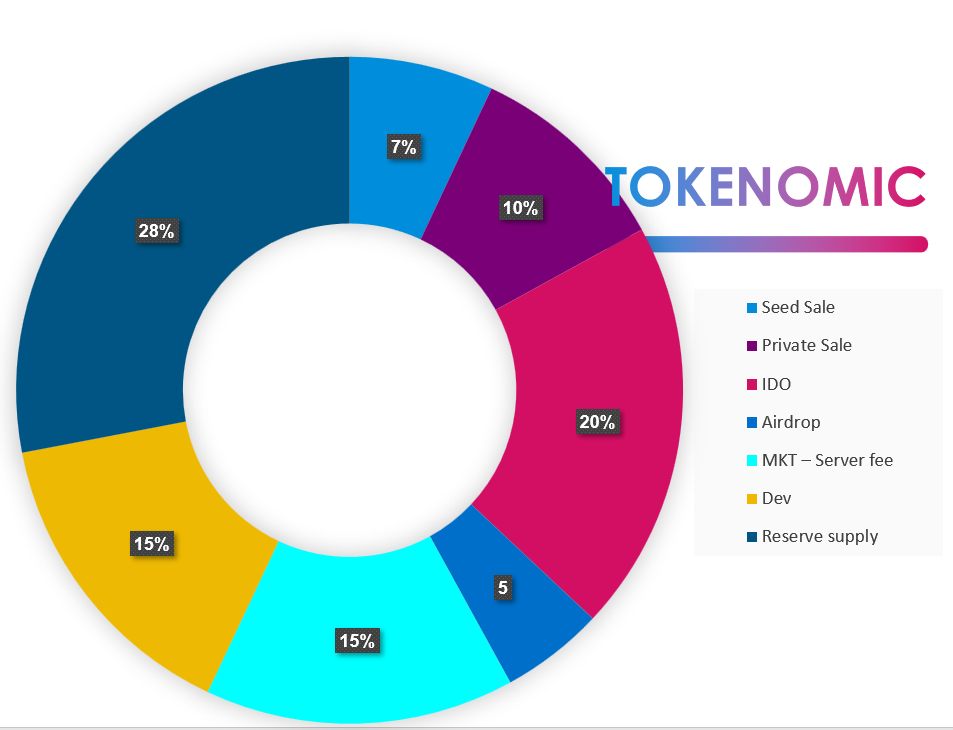 TOKENOMIC
7%
10%
20%
5
15%
15%
28%
Seed Sale
Private Sale
IDO
Airdrop
MKT – Server fee
Dev
Reserve supply